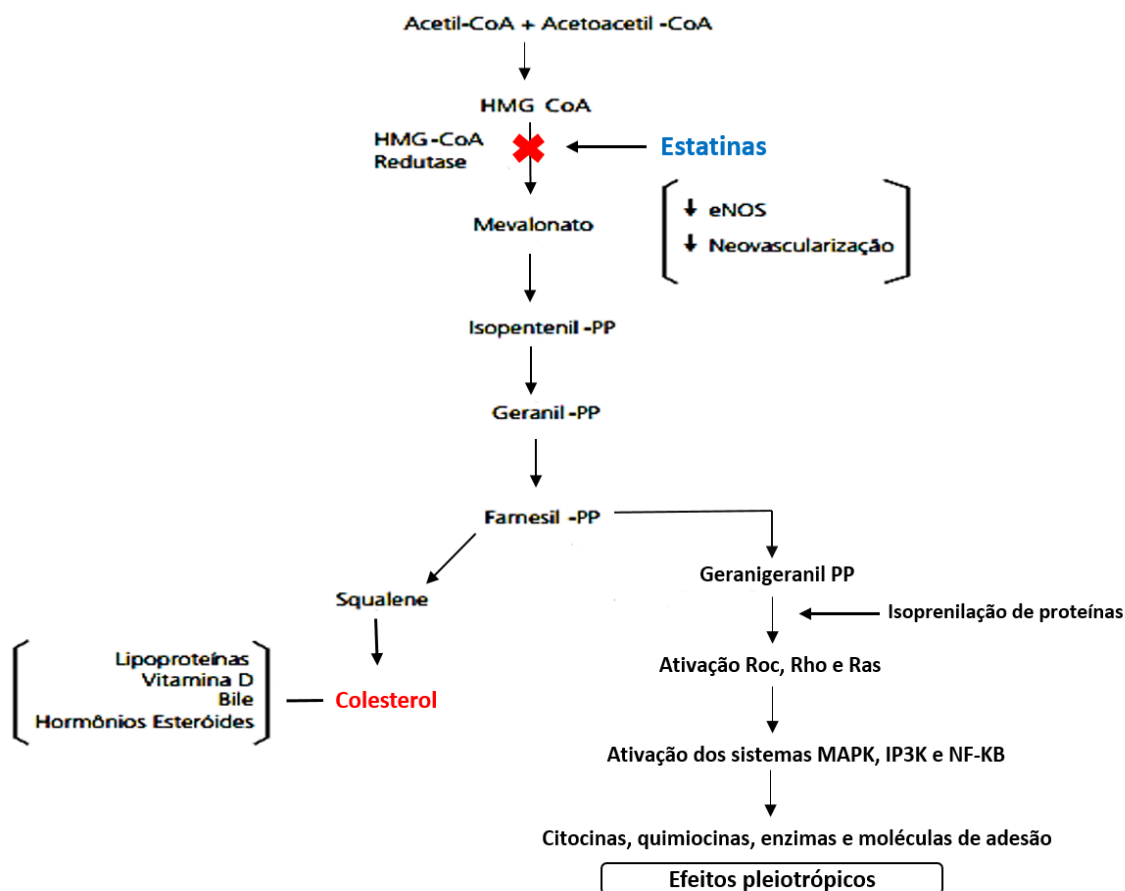 Acetil-CoA + Acetoacetil -CoA
HMG CoA
HMG-CoA
Redutase
Estatinas
Mevalonato
↓ eNOS
↓ Neovascularização
Isopentenil -PP
Geranil -PP
Farnesil -PP
Geranigeranil PP
Squalene
Isoprenilação de proteínas
Lipoproteínas
Vitamina D
Bile
Hormônios Esteróides
Colesterol
Ativação Roc, Rho e Ras
Ativação dos sistemas MAPK, IP3K e NF-KB
Citocinas, quimiocinas, enzimas e moléculas de adesão
Efeitos pleiotrópicos